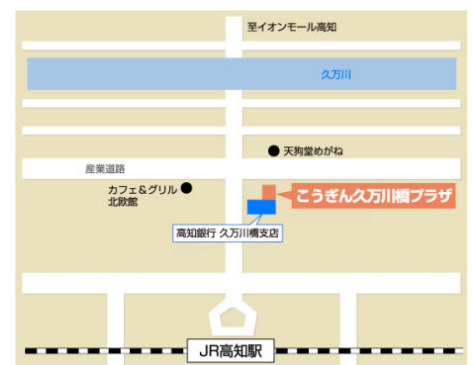 至イオンモール高知
久万川
天狗堂めがね
産業道路
カフェ&グリル
北欧館
こうぎん久万川橋プラザ
高知銀行 久万川橋支店
JR高知駅